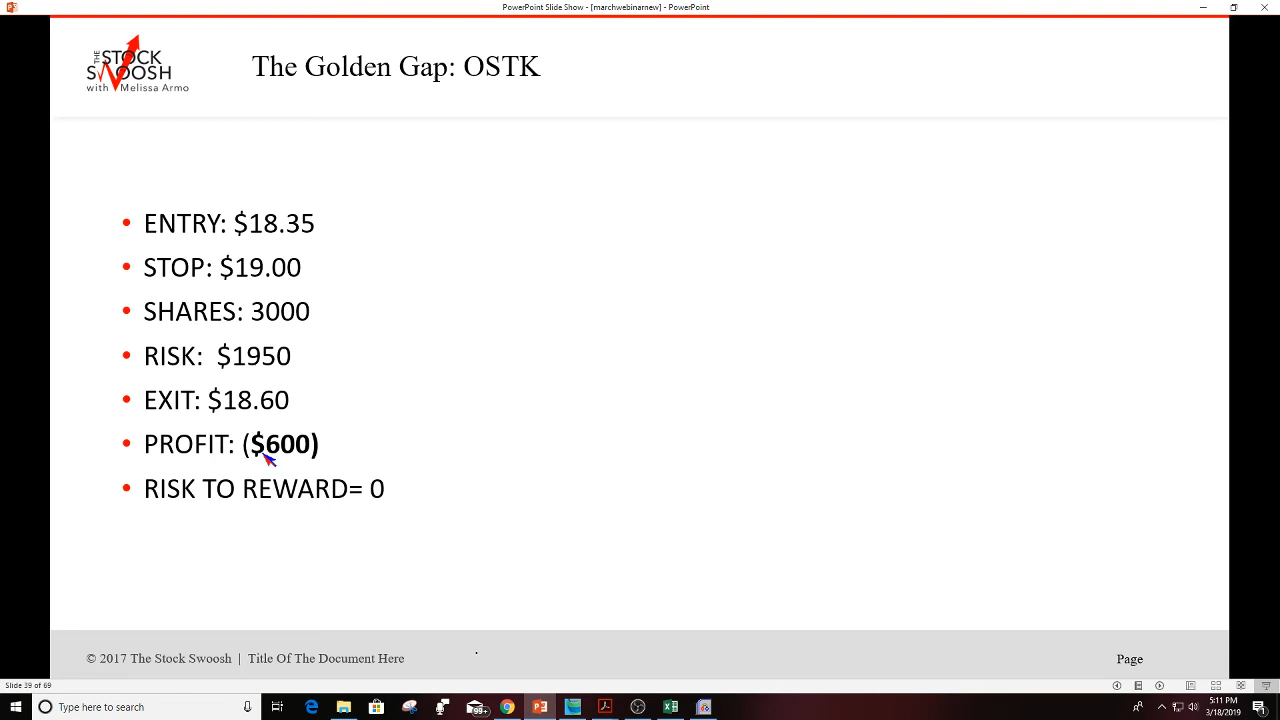 PowerPoint Slide Show - [marchwebinarnew] - PowerPoint
THE
STOCK
SWOOSH
with Melissa Armo
The Golden Gap: OSTK
• ENTRY: $18.35
• STOP: $19.00
• SHARES: 3000
• RISK:  $1950
• EXIT: $18.60
• PROFIT: ($600)
• RISK TO REWARD= 0
© 2017 The Stock Swoosh | Title Of The Document Here
.
Page
Slide 39 of 69
Type here to search
99+
5:11 PM
3/18/2019